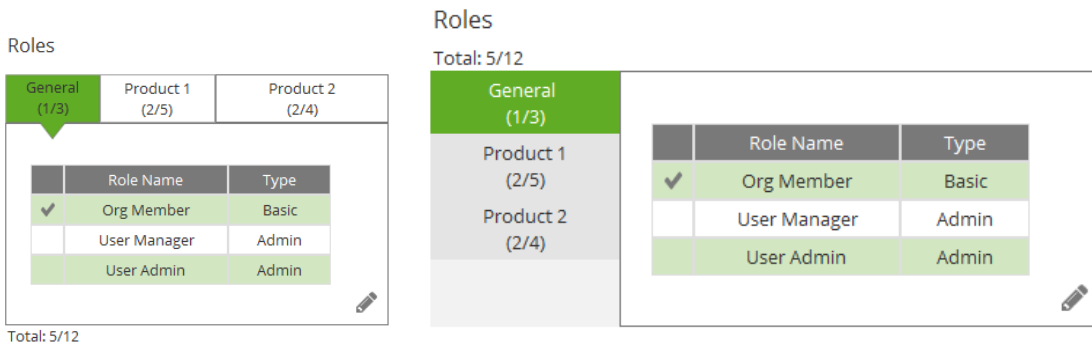 Roles
General Product 1 Product 2
(1/3) (2/5) (2/4)
Role Name Type
Org Member Basic
User Manager Admin
User Admin Admin
Total: 5/12
Roles
Total: 5/12
General
(1/3)
Product 1
(2/5)
Product 2
(2/4)
Role Name Type
Org Member Basic
User Manager Admin
User Admin Admin